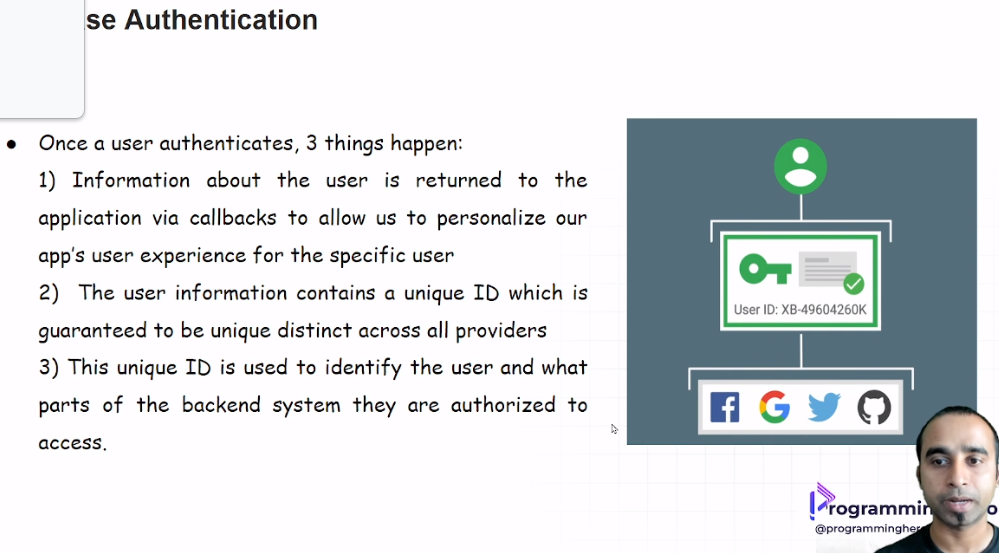 se Authentication
● Once a user authenticates, 3 things happen:
1) Information about the user is returned to the
application via callbacks to allow us to personalize our
app's user experience for the specific user
2) The user information contains a unique ID which is
guaranteed to be unique distinct across all providers
3) This unique ID is used to identify the user and what
parts of the backend system they are authorized to
access.
User ID: XB-49604260K
Programmin
@programmingher